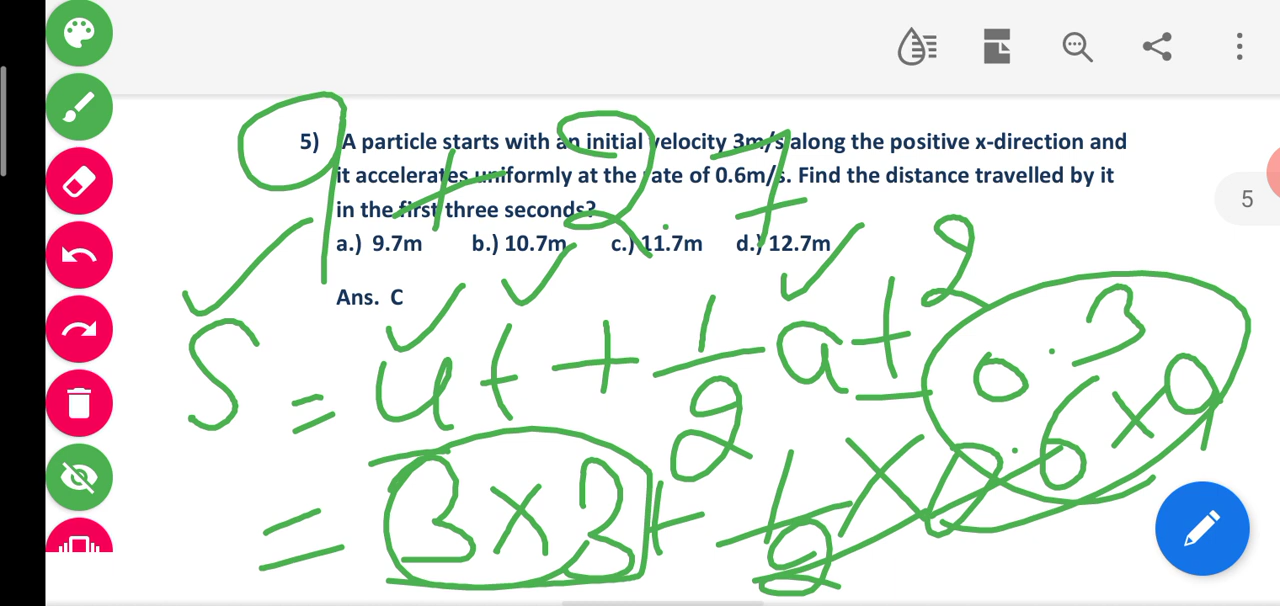 5) A particle starts with an initial velocity 3m/s along the positive x-direction and
it accelerates uniformly at the rate of 0.6m/s. Find the distance travelled by it
in the first three seconds?
a.) 9.7m b.) 10.7m c.) 11.7m d.) 12.7m
Ans. C
5
9 + 2.7
S = ut + 1/2 at2
0.3
= 3 × 3 + 1/2 × 0.6 × 9